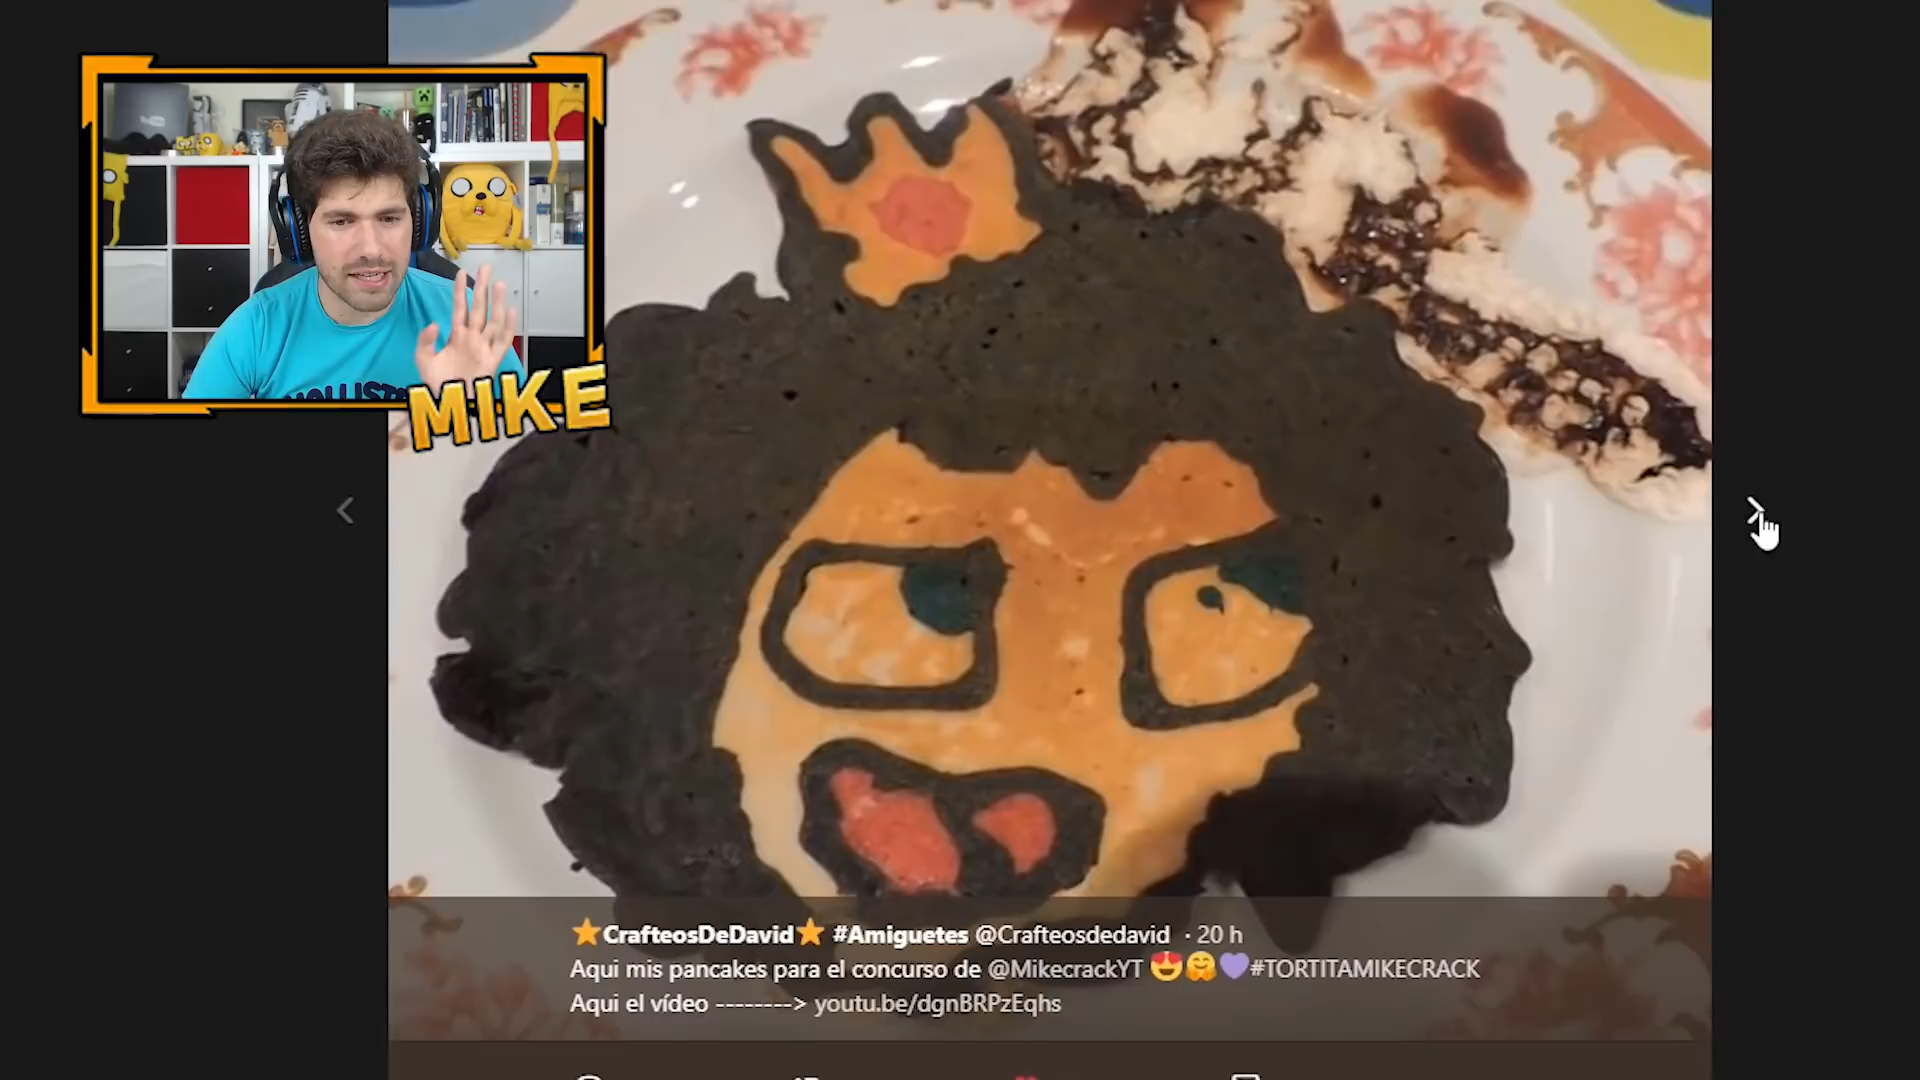 MIKE
⭐CrafteosDeDavid⭐ #Amiguetes @Crafteosdedavid · 20 h
Aqui mis pancakes para el concurso de @MikecrackYT 😍🤗💜#TORTITAMIKECRACK
Aqui el vídeo --------> youtu.be/dgnBRPzEqhs